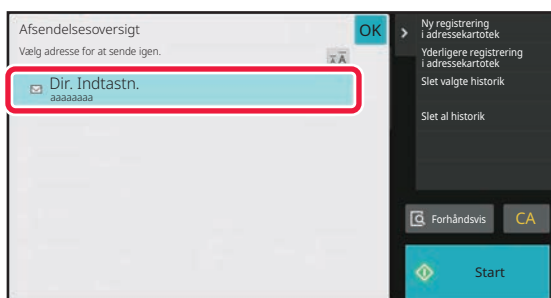 Afsendelsesoversigt
OK
Vælg adresse for at sende igen.
Dir. Indtastn.
aaaaaaaa
Ny registrering
i adressekartotek
Yderligere registrering
i adressekartotek
Slet valgte historik
Slet al historik
Forhåndsvis
CA
Start